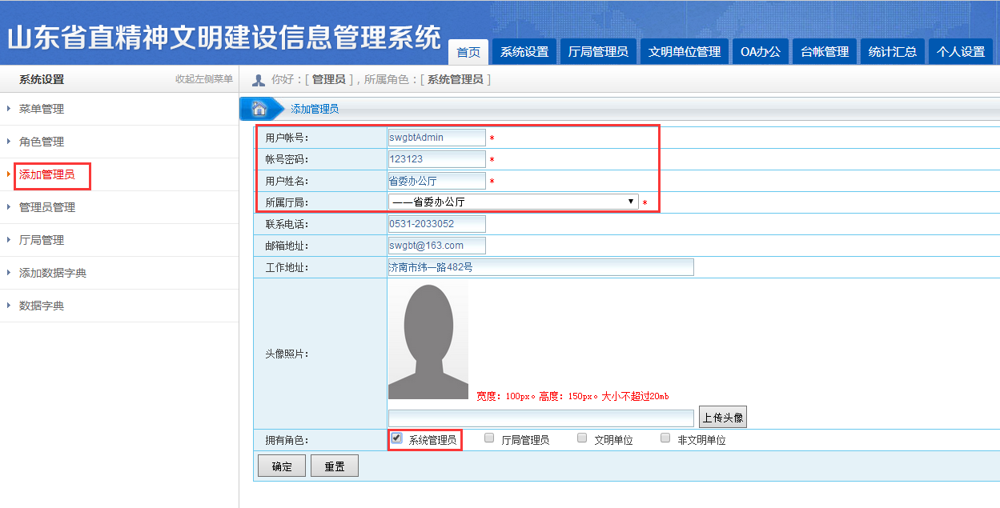 山东省直精神文明建设信息管理系统
首页 系统设置 厅局管理员 文明单位管理 OA办公 台帐管理 统计汇总 个人设置
系统设置 收起左侧菜单
你好：[ 管理员 ]，所属角色：[ 系统管理员 ]
菜单管理
角色管理
添加管理员
管理员管理
厅局管理
添加数据字典
数据字典
添加管理员
用户帐号： swgbtAdmin *
帐号密码： 123123 *
用户姓名： 省委办公厅 *
所属厅局： ——省委办公厅 *
联系电话： 0531-2033052
邮箱地址： swgbt@163.com
工作地址： 济南市纬一路482号
头像照片：
宽度：100px。高度：150px。大小不超过20mb
上传头像
拥有角色： 系统管理员 厅局管理员 文明单位 非文明单位
确定 重置